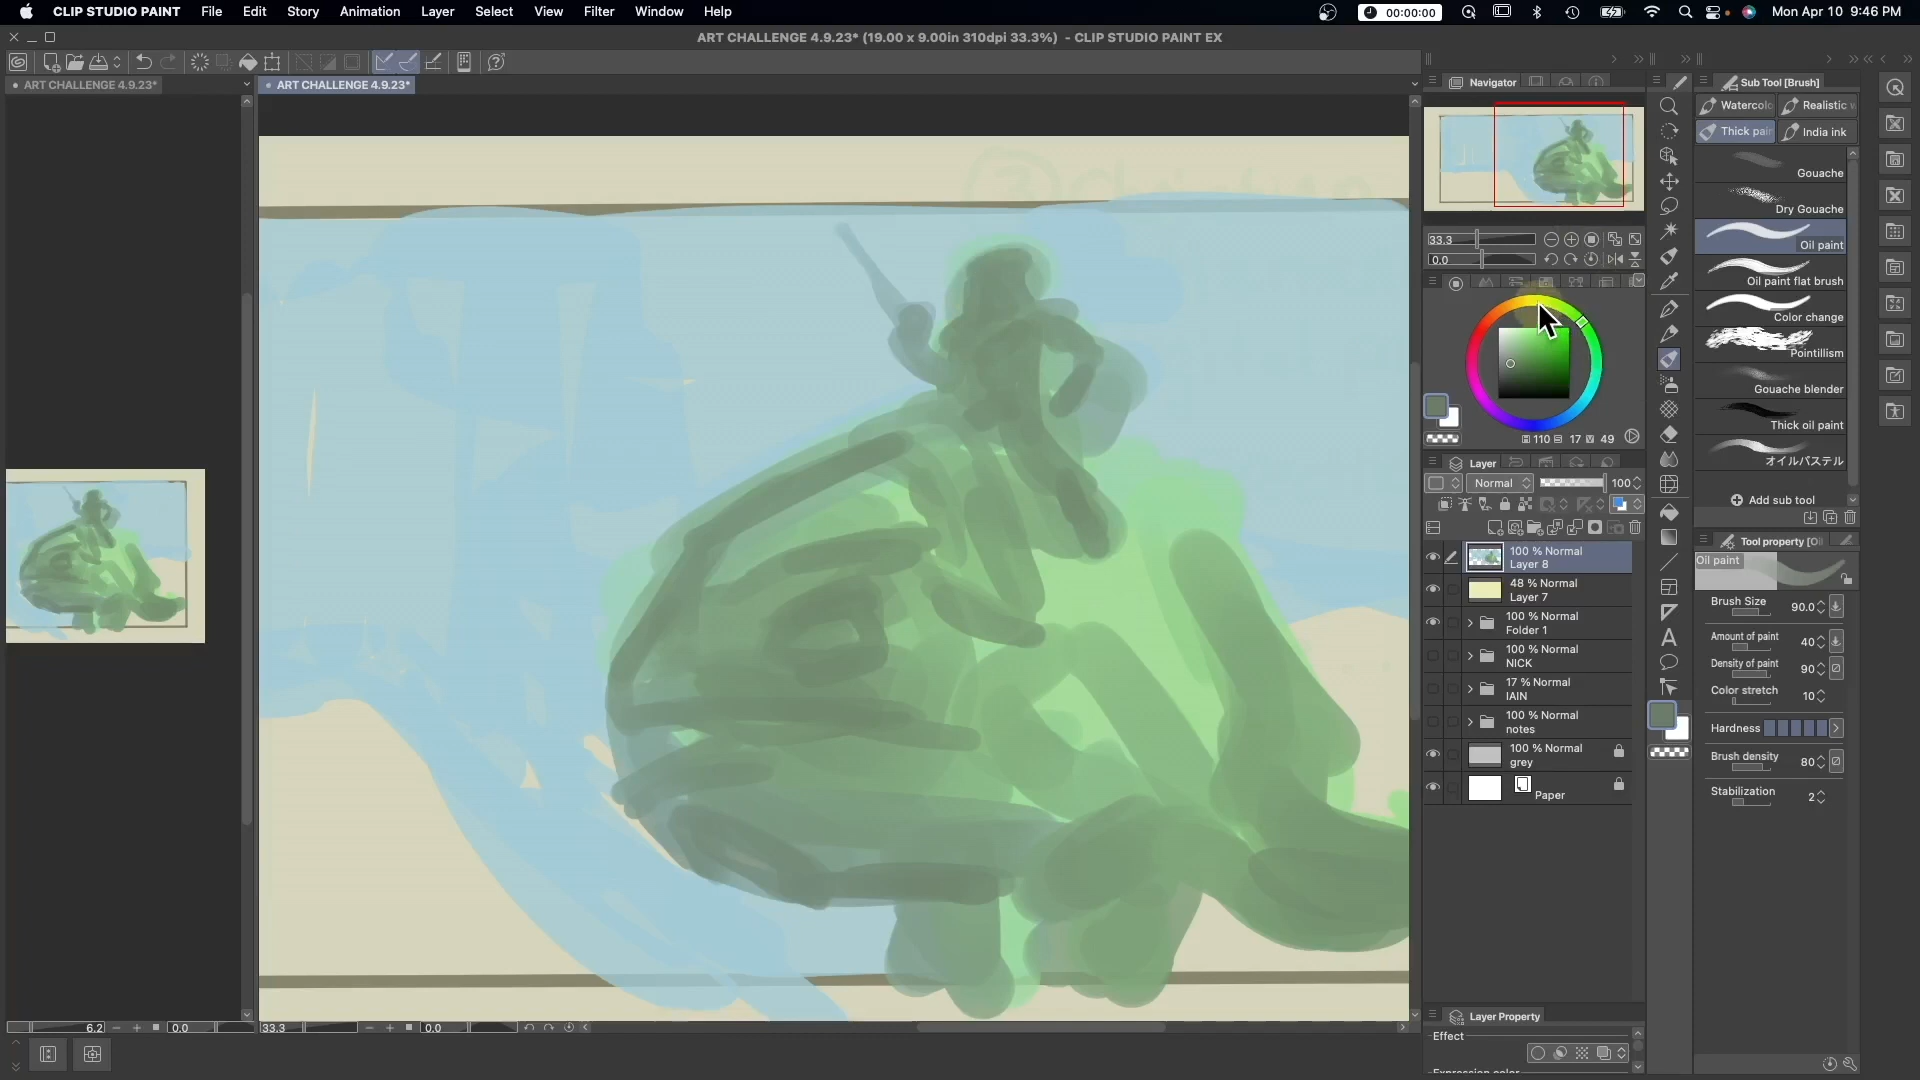 CLIP STUDIO PAINT File Edit Story Animation Layer Select View Filter Window Help 00:00:00 Mon Apr 10 9:46 PM
ART CHALLENGE 4.9.23* (19.00 x 9.00in 310dpi 33.3%) - CLIP STUDIO PAINT EX
ART CHALLENGE 4.9.23*
ART CHALLENGE 4.9.23*
6.2 0.0
33.3 0.0
Navigator
33.3
0.0
110 17 49
Layer
Normal 100
100 % Normal
Layer 8
48 % Normal
Layer 7
100 % Normal
Folder 1
100 % Normal
NICK
17 % Normal
IAIN
100 % Normal
notes
100 % Normal
grey
Paper
Layer Property
Effect
Expression color
A
Sub Tool [Brush]
Watercolo Realistic w
Thick pain India ink
Gouache
Dry Gouache
Oil paint
Oil paint flat brush
Color change
Pointillism
Gouache blender
Thick oil paint
オイルパステル
Add sub tool
Tool property [Oil
Oil paint
Brush Size 90.0
Amount of paint 40
Density of paint 90
Color stretch 10
Hardness
Brush density 80
Stabilization 2